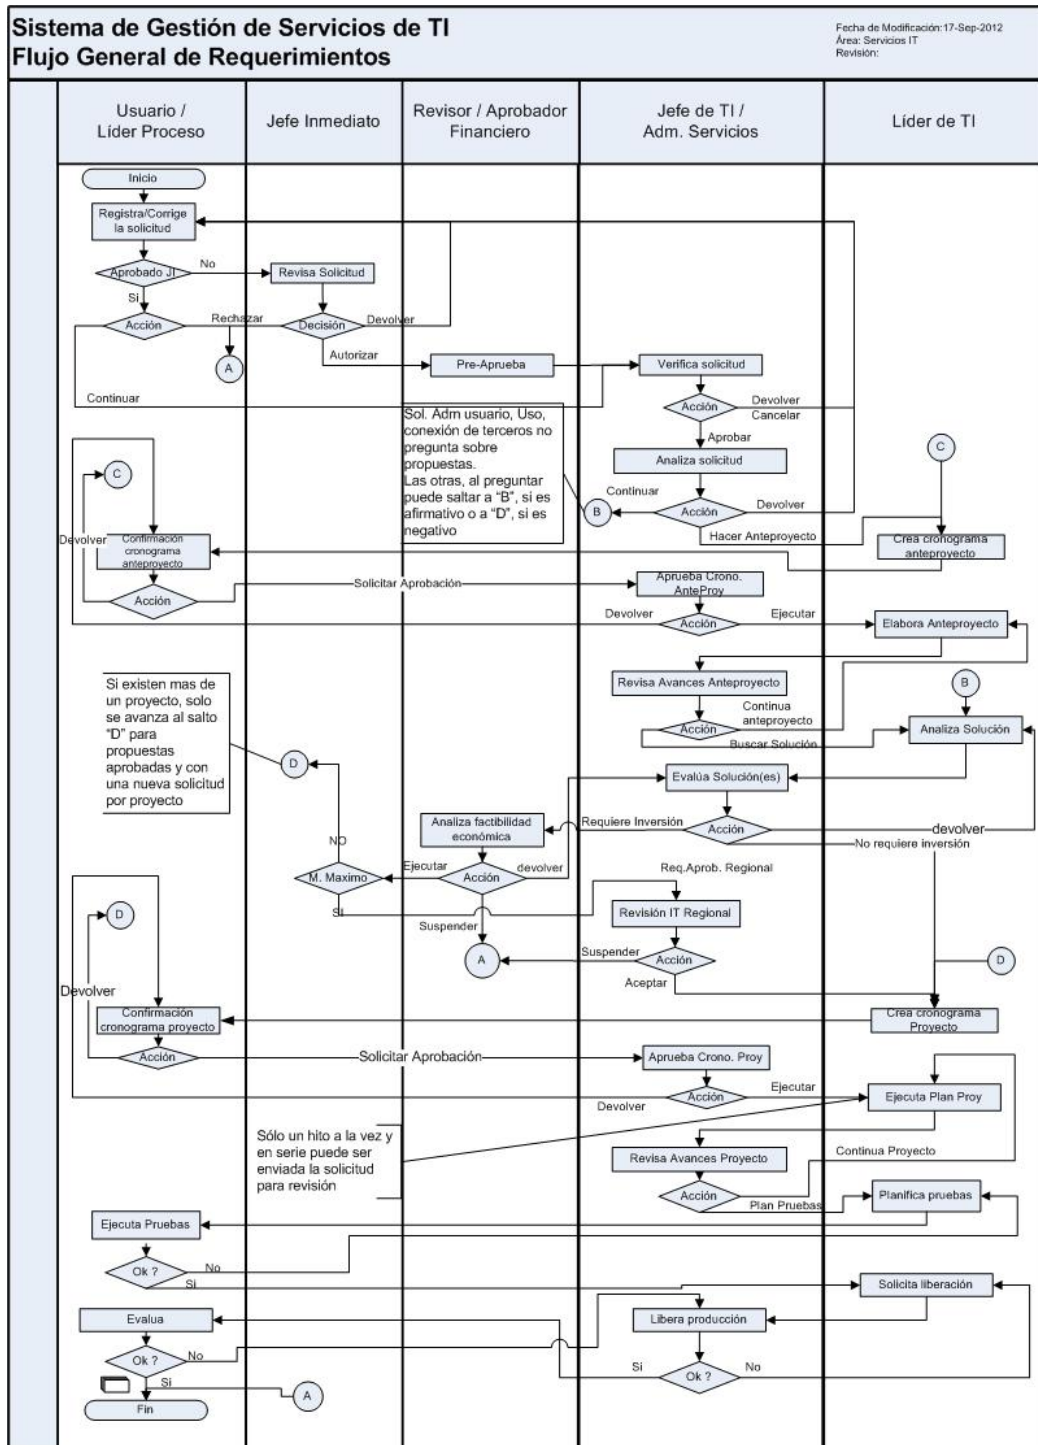 Sistema de Gestión de Servicios de TI
Flujo General de Requerimientos
Fecha de Modificación:17-Sep-2012
Área: Servicios IT
Revisión:
Usuario /
Líder Proceso
Jefe Inmediato
Revisor / Aprobador
Financiero
Jefe de TI /
Adm. Servicios
Líder de TI
Inicio
Registra/Corrige
la solicitud
Aprobado JI
No
Revisa Solicitud
Si
Acción
Rechazar
Decisión
Devolver
A
Autorizar
Pre-Aprueba
Verifica solicitud
Continuar
Acción
Devolver
Cancelar
Sol. Adm usuario, Uso,
conexión de terceros no
pregunta sobre
propuestas.
Las otras, al preguntar
puede saltar a "B", si es
afirmativo o a "D", si es
negativo
Aprobar
Analiza solicitud
C
C
Continuar
B
Acción
Devolver
Hacer Anteproyecto
Devolver
Confirmación
cronograma
anteproyecto
Crea cronograma
anteproyecto
Acción
Solicitar Aprobación
Aprueba Crono.
AnteProy
Devolver
Acción
Ejecutar
Elabora Anteproyecto
Si existen mas de
un proyecto, solo
se avanza al salto
"D" para
propuestas
aprobadas y con
una nueva solicitud
por proyecto
Revisa Avances Anteproyecto
B
Continua
anteproyecto
Acción
Buscar Solución
Analiza Solución
D
Evalúa Solución(es)
Analiza factibilidad
económica
Requiere Inversión
Acción
devolver
No requiere inversión
NO
M. Maximo
Ejecutar
Acción
devolver
Req.Aprob. Regional
Si
Revisión IT Regional
D
Suspender
A
Suspender
Acción
D
Aceptar
Devolver
Confirmación
cronograma proyecto
Crea cronograma
Proyecto
Acción
Solicitar Aprobación
Aprueba Crono. Proy
Devolver
Acción
Ejecutar
Ejecuta Plan Proy
Sólo un hito a la vez y
en serie puede ser
enviada la solicitud
para revisión
Revisa Avances Proyecto
Continua Proyecto
Acción
Plan Pruebas
Planifica pruebas
Ejecuta Pruebas
Ok ?
No
Si
Solicita liberación
Evalua
Libera producción
Ok ?
No
Si
Ok ?
No
Si
A
Fin